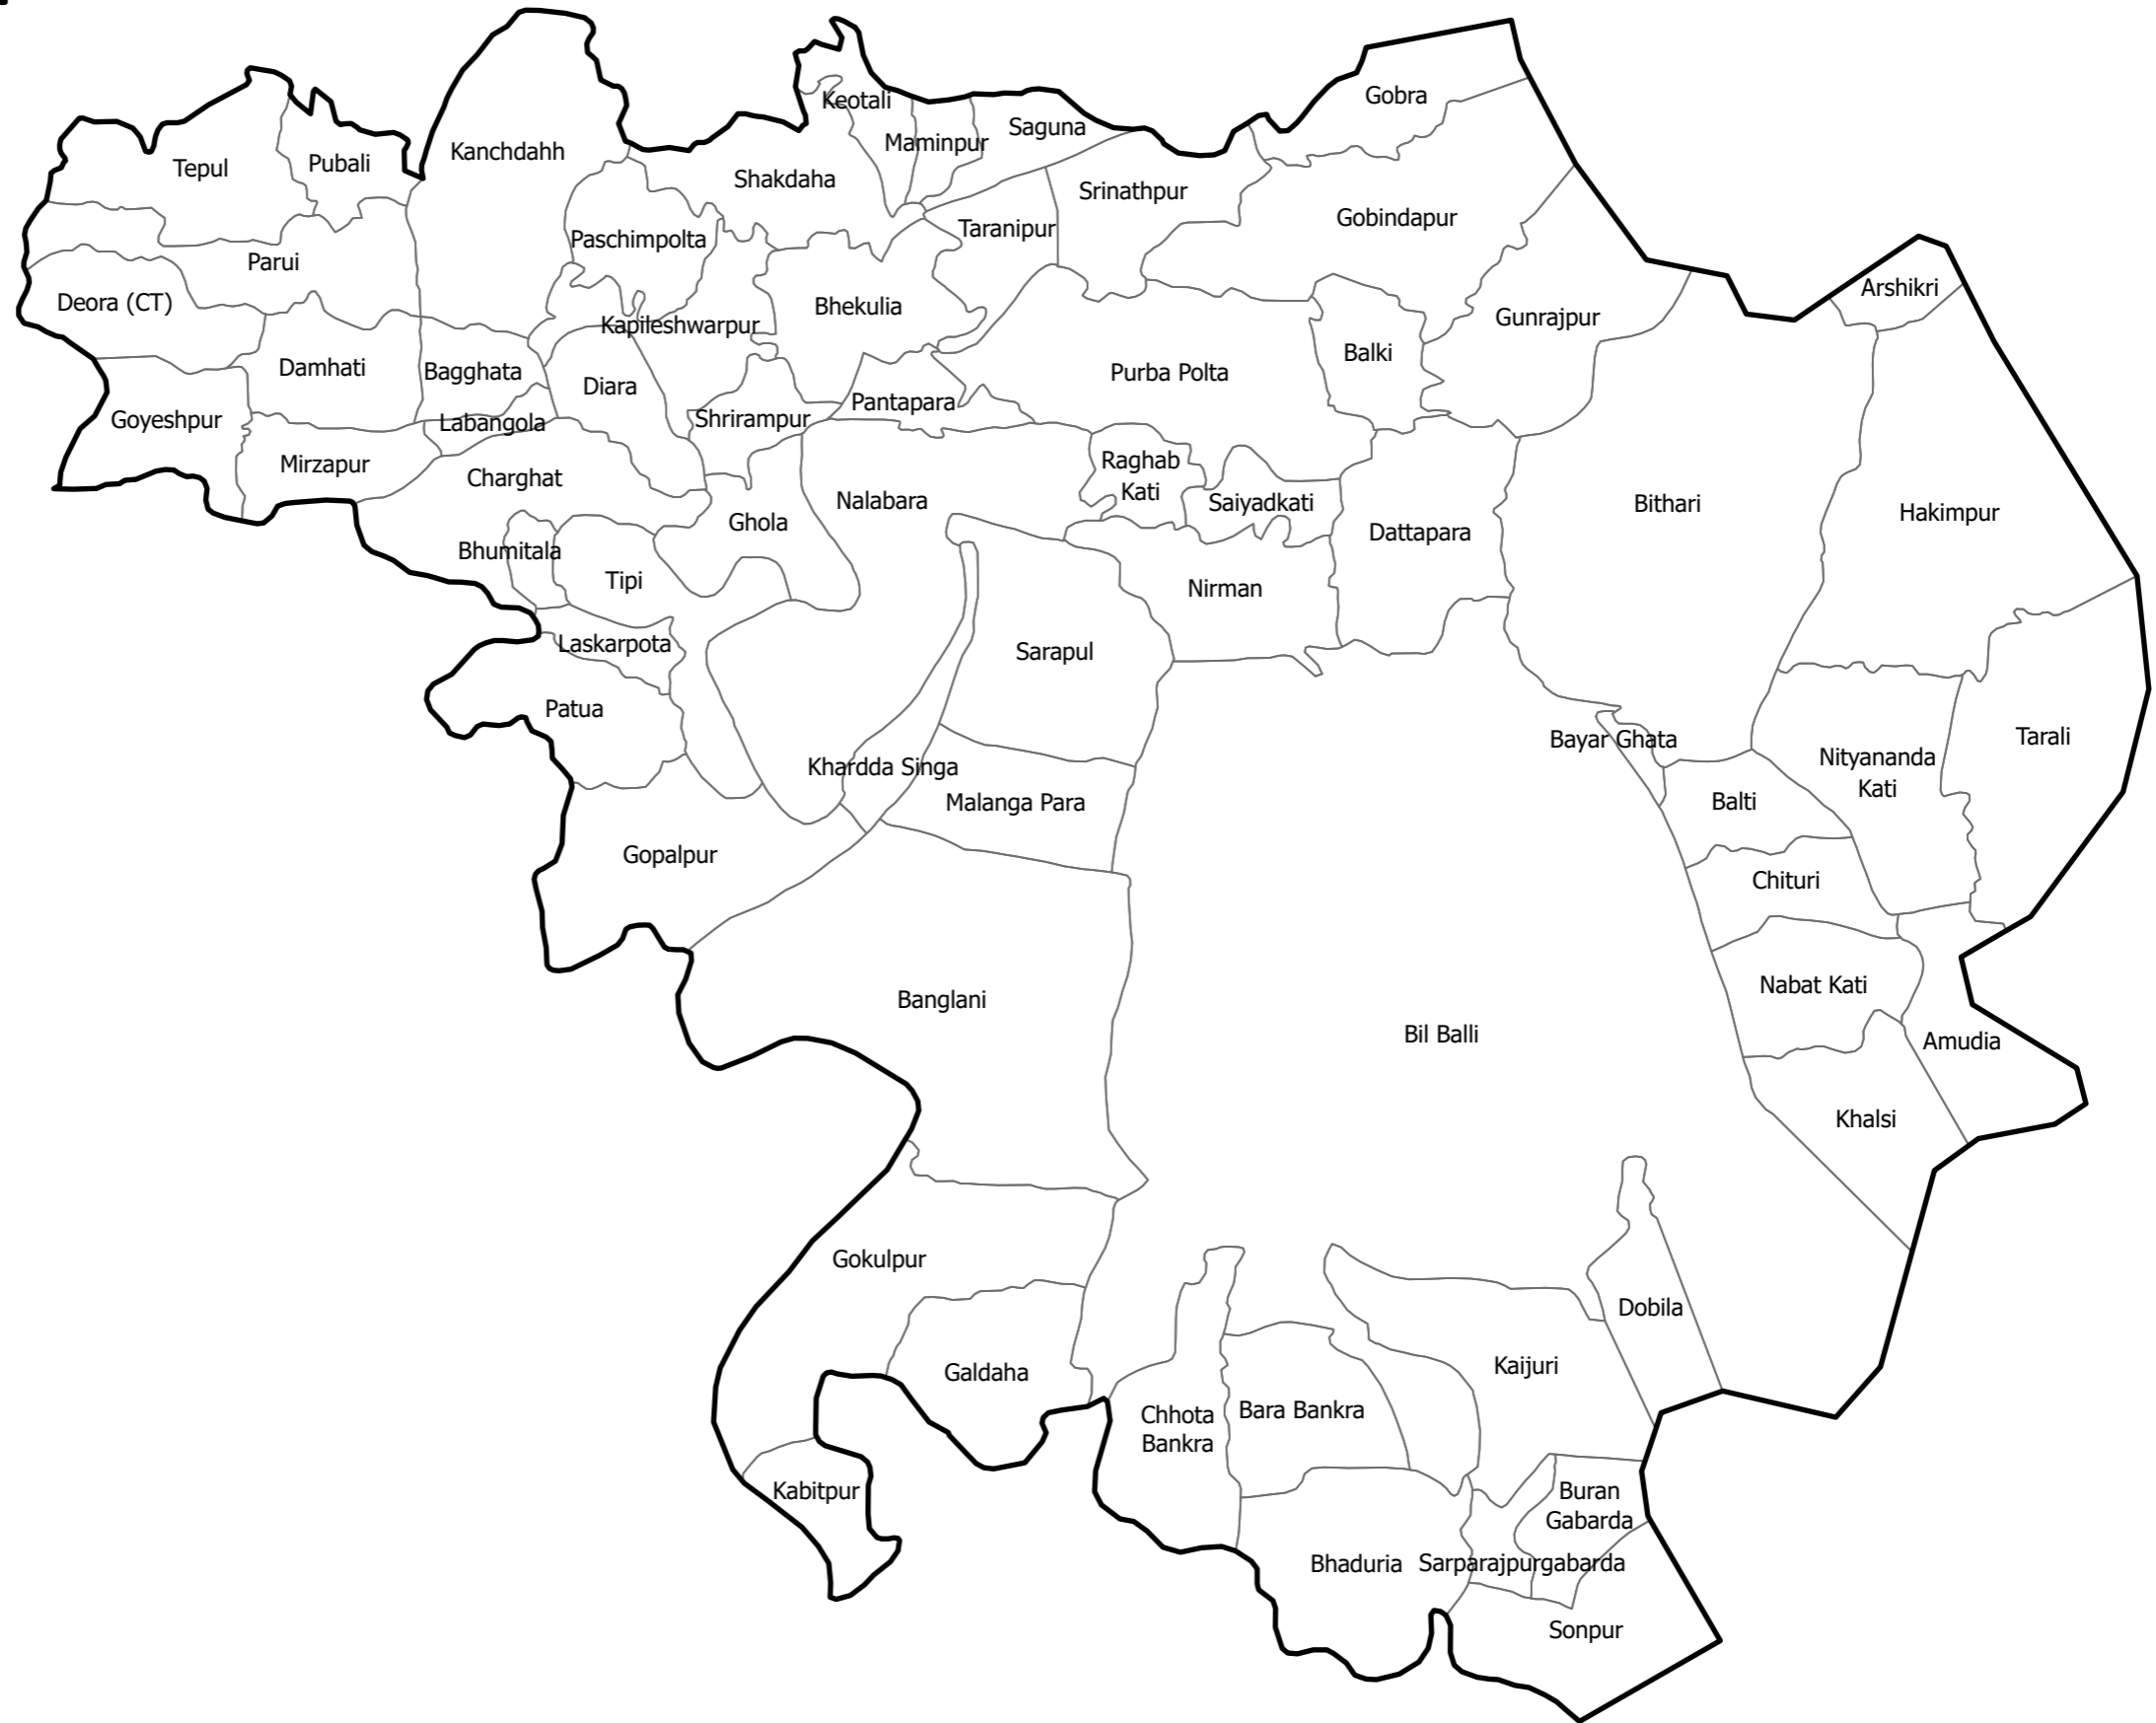 Gobra
Keotali
Maminpur
Saguna
Kanchdahh
Tepul
Pubali
Shakdaha
Srinathpur
Gobindapur
Taranipur
Paschimpolta
Parui
Arshikri
Deora (CT)
Bhekulia
Gunrajpur
Kapileshwarpur
Balki
Damhati
Bagghata
Purba Polta
Diara
Pantapara
Goyeshpur
Labangola
Shrirampur
Mirzapur
Raghab
Kati
Charghat
Nalabara
Saiyadkati
Bithari
Hakimpur
Ghola
Dattapara
Bhumitala
Tipi
Nirman
Laskarpota
Sarapul
Patua
Bayar Ghata
Tarali
Nityananda
Kati
Khardda Singa
Malanga Para
Balti
Gopalpur
Chituri
Nabat Kati
Banglani
Bil Balli
Amudia
Khalsi
Gokulpur
Dobila
Galdaha
Kaijuri
Chhota
Bankra
Bara Bankra
Kabitpur
Buran
Gabarda
Bhaduria
Sarparajpurgabarda
Sonpur